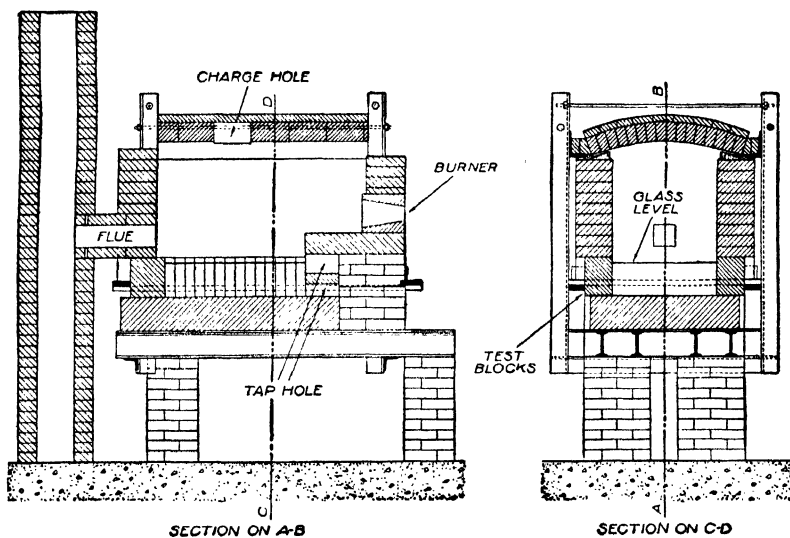 CHARGE HOLE
D
BURNER
FLUE
TAP HOLE
C
SECTION ON A-B
B
GLASS
LEVEL
TEST
BLOCKS
A
SECTION ON C-D